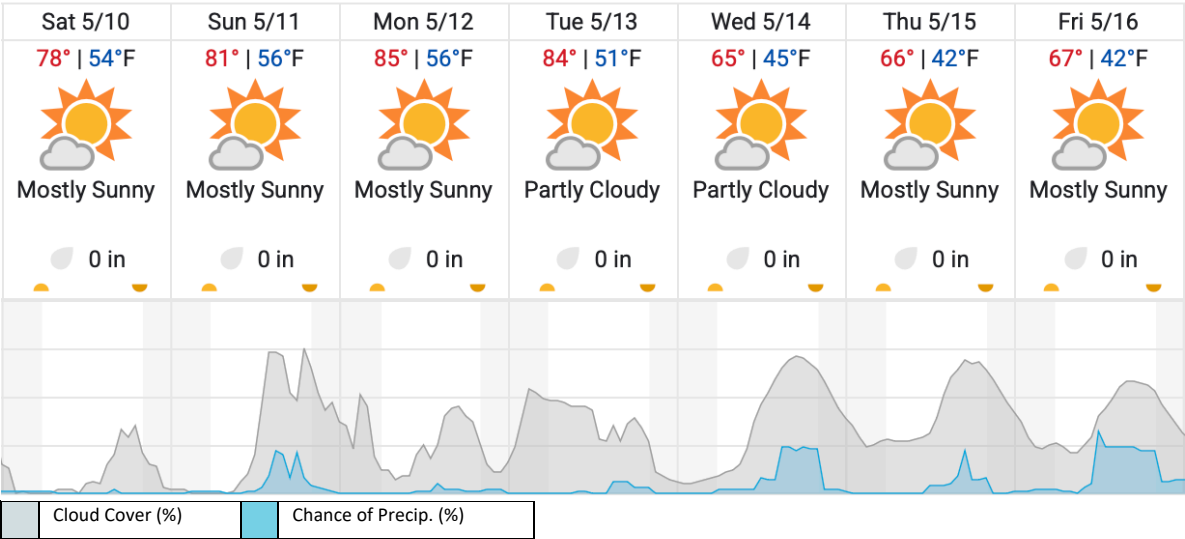 Sat 5/10 Sun 5/11 Mon 5/12 Tue 5/13 Wed 5/14 Thu 5/15 Fri 5/16
78° | 54°F 81° | 56°F 85° | 56°F 84° | 51°F 65° | 45°F 66° | 42°F 67° | 42°F
Mostly Sunny Mostly Sunny Mostly Sunny Partly Cloudy Partly Cloudy Mostly Sunny Mostly Sunny
0 in 0 in 0 in 0 in 0 in 0 in 0 in
Cloud Cover (%) Chance of Precip. (%)